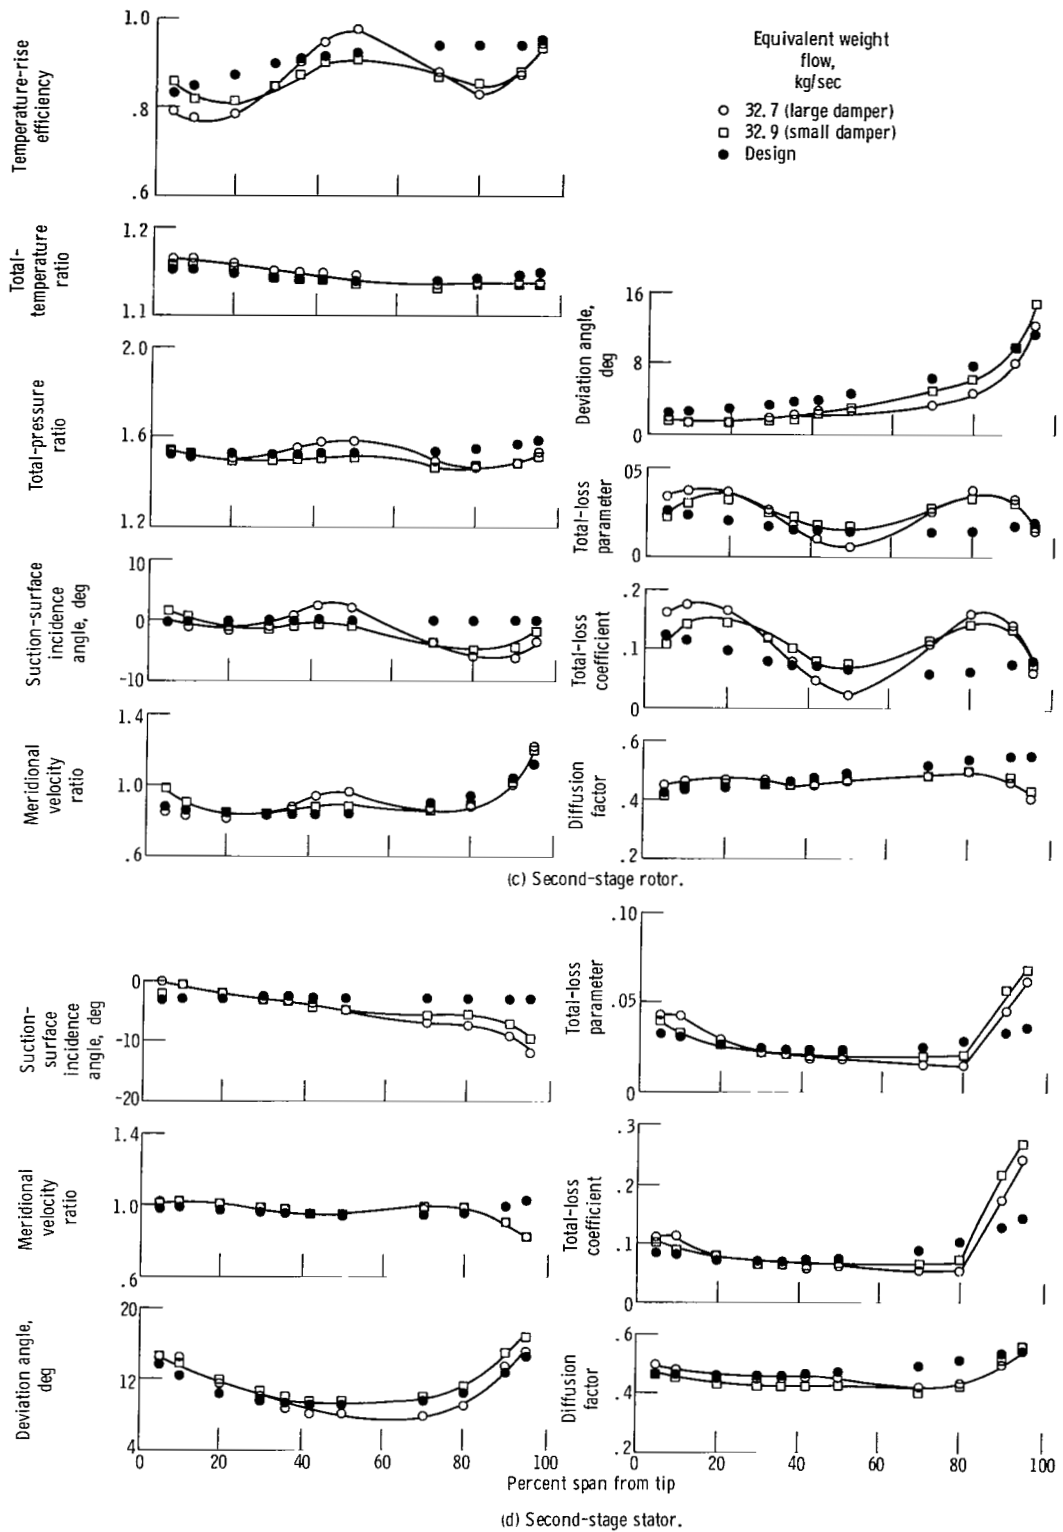 Temperature-rise
efficiency
1.0
.8
.6
Equivalent weight
flow,
kg/sec
32.7 (large damper)
32.9 (small damper)
Design
Total-
temperature
ratio
1.2
1.1
Total-pressure
ratio
2.0
1.6
1.2
Deviation angle,
deg
16
8
0
Total-loss
parameter
05
0
Suction-surface
incidence
angle, deg
10
0
-10
Total-loss
coefficient
.2
.1
0
Meridional
velocity
ratio
1.4
1.0
.6
Diffusion
factor
.6
.4
.2
(c) Second-stage rotor.
Suction-
surface
incidence
angle, deg
0
-10
-20
Total-loss
parameter
.10
.05
0
Meridional
velocity
ratio
1.4
1.0
.6
Total-loss
coefficient
.3
.2
.1
0
Deviation angle,
deg
20
12
4
0 20 40 60 80 100
Diffusion
factor
.6
.4
.2
0 20 40 60 80 100
Percent span from tip
(d) Second-stage stator.